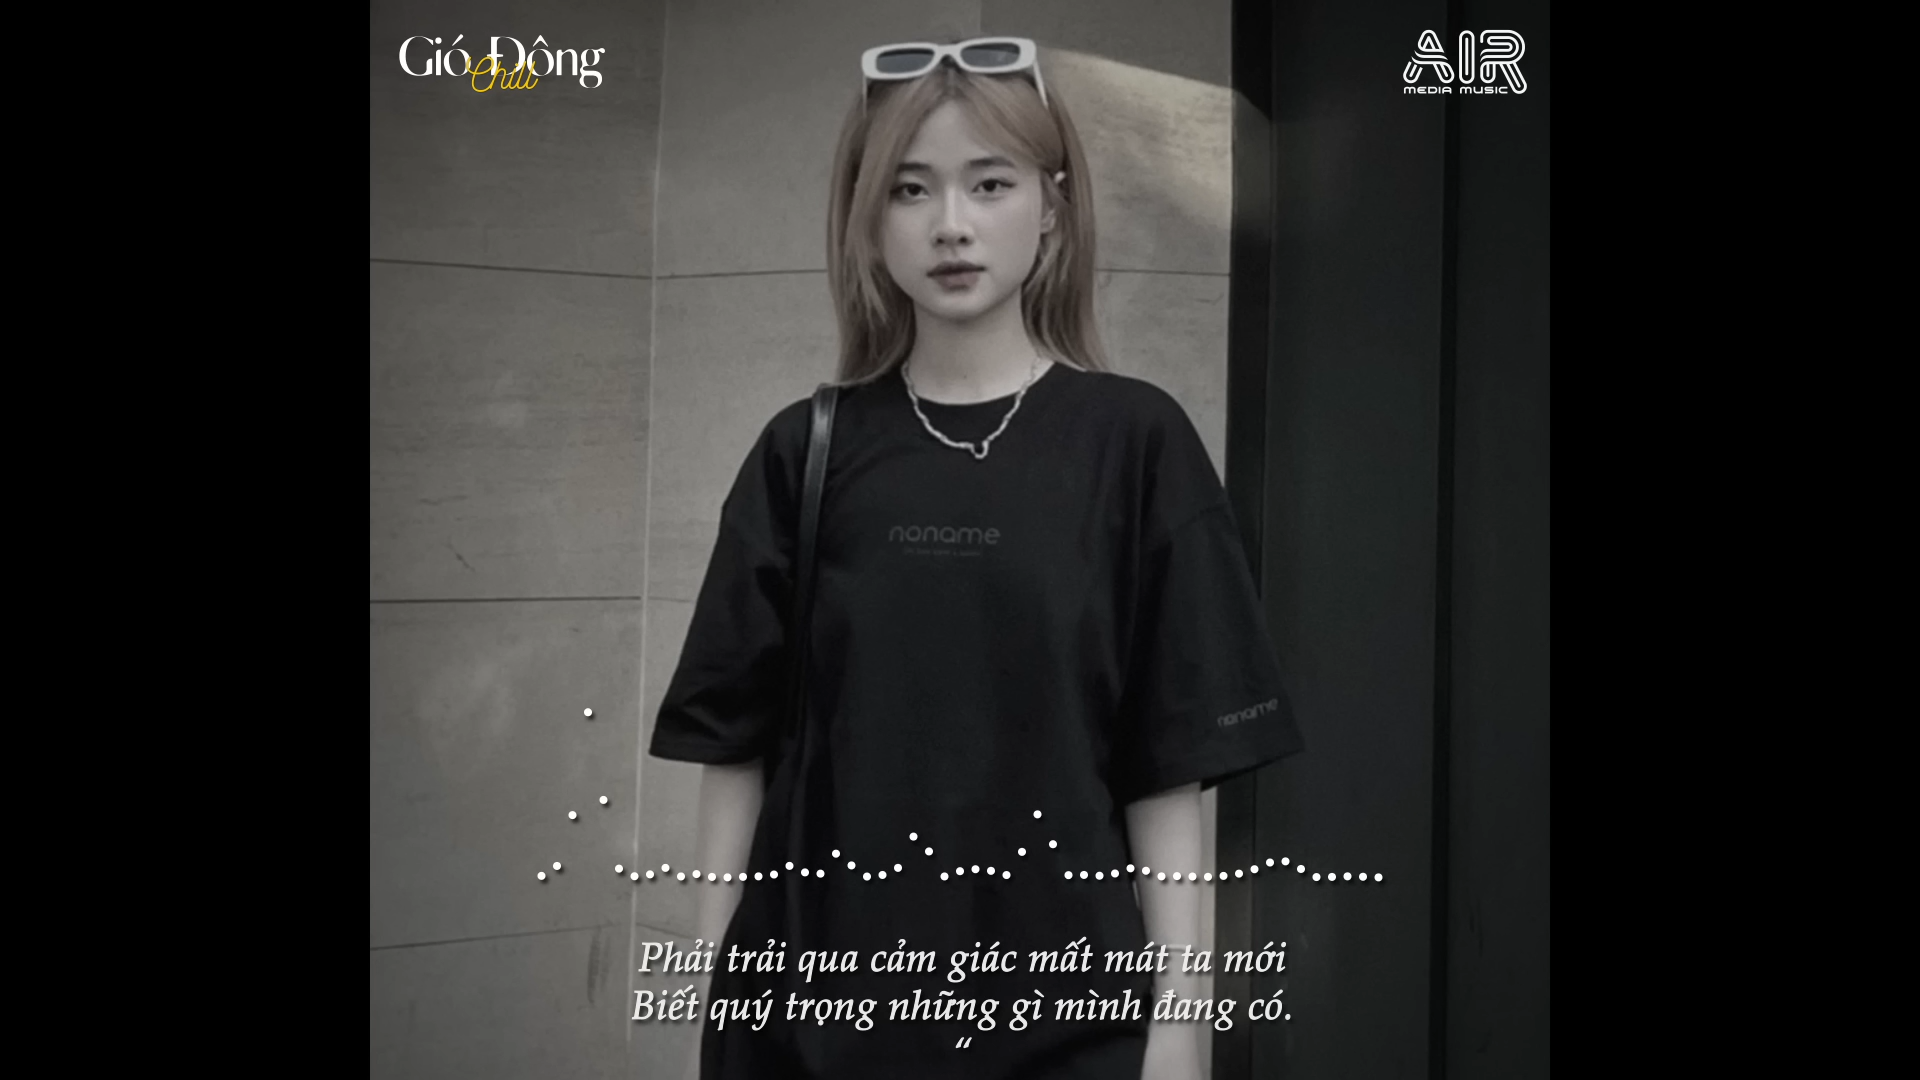 Gió Đông
Chill
AIR
MEDIA MUSIC
noname
noname
Phải trải qua cảm giác mất mát ta mới
Biết quý trọng những gì mình đang có.
“